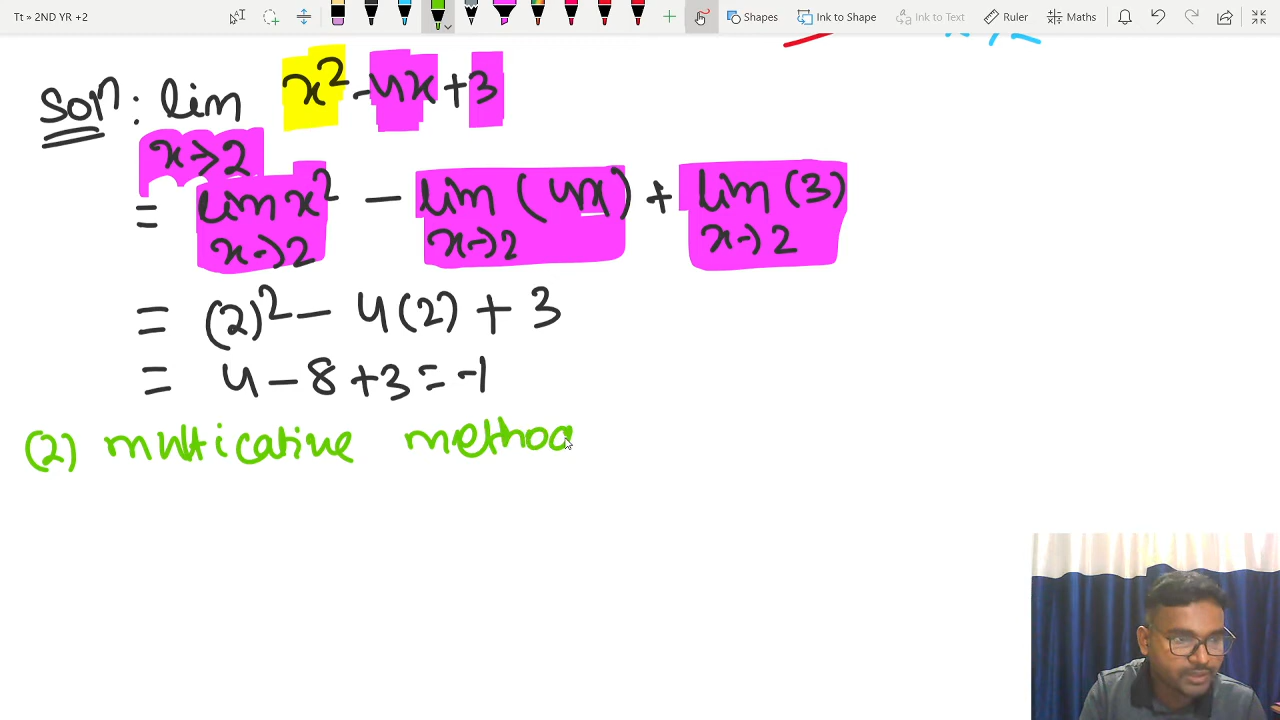 Tt » 2ND YR +2
Shapes
Ink to Shape
Ink to Text
Ruler
Maths
Solⁿ: lim x² - 4x + 3
x→2
= lim x² - lim (4x) + lim (3)
x→2 x→2 x→2
= (2)² - 4(2) + 3
= 4 - 8 + 3 = -1
(2) multicative method